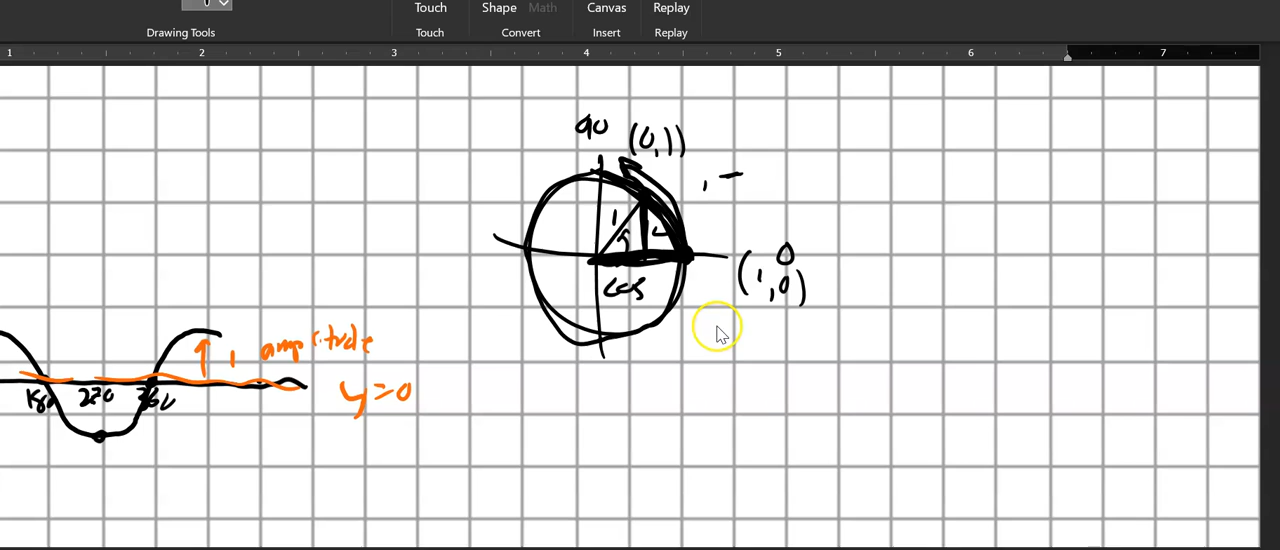 Touch Shape Math Canvas Replay
Drawing Tools Touch Convert Insert Replay
1 2 3 4 5 6 7
90 (0,1)
1
0
cos (1,0)
1 amplitude
180 270 360 y=0